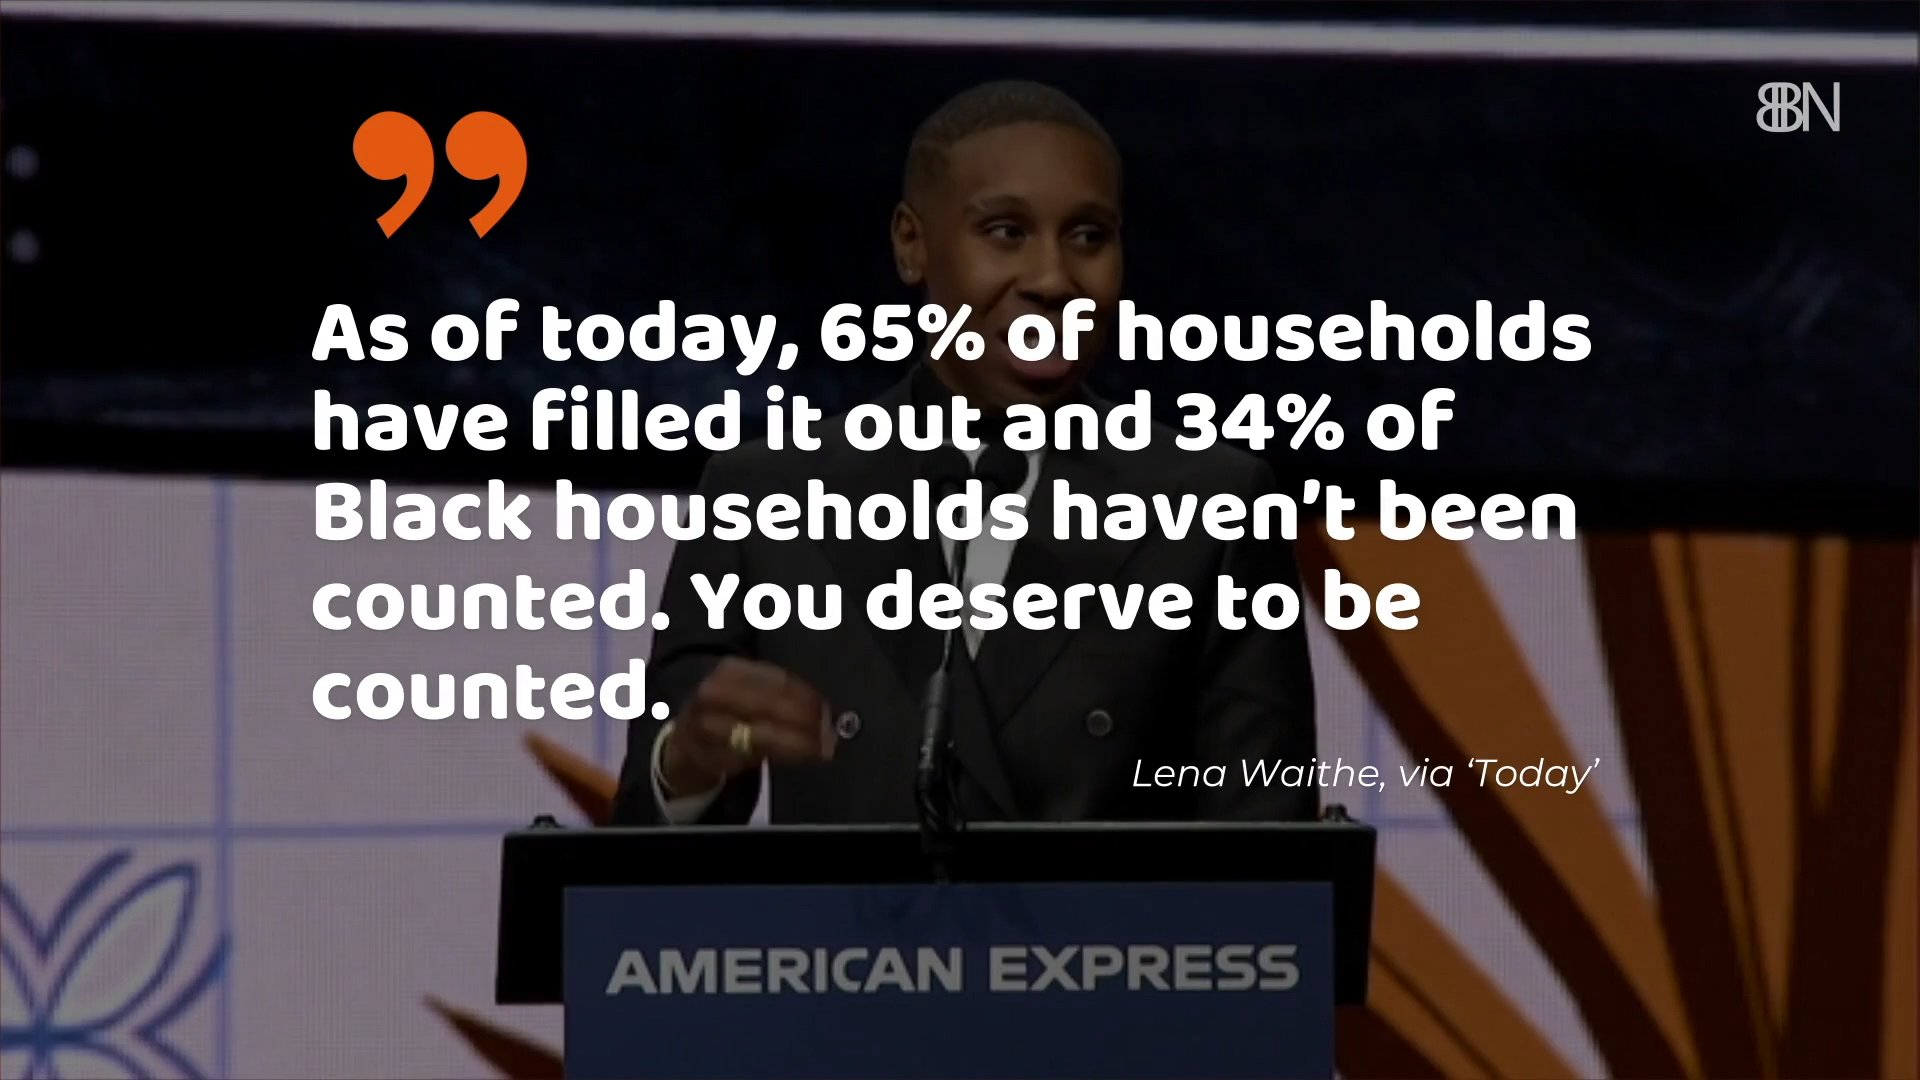 BBN
”
As of today, 65% of households
have filled it out and 34% of
Black households haven’t been
counted. You deserve to be
counted.
Lena Waithe, via ‘Today’
AMERICAN EXPRESS